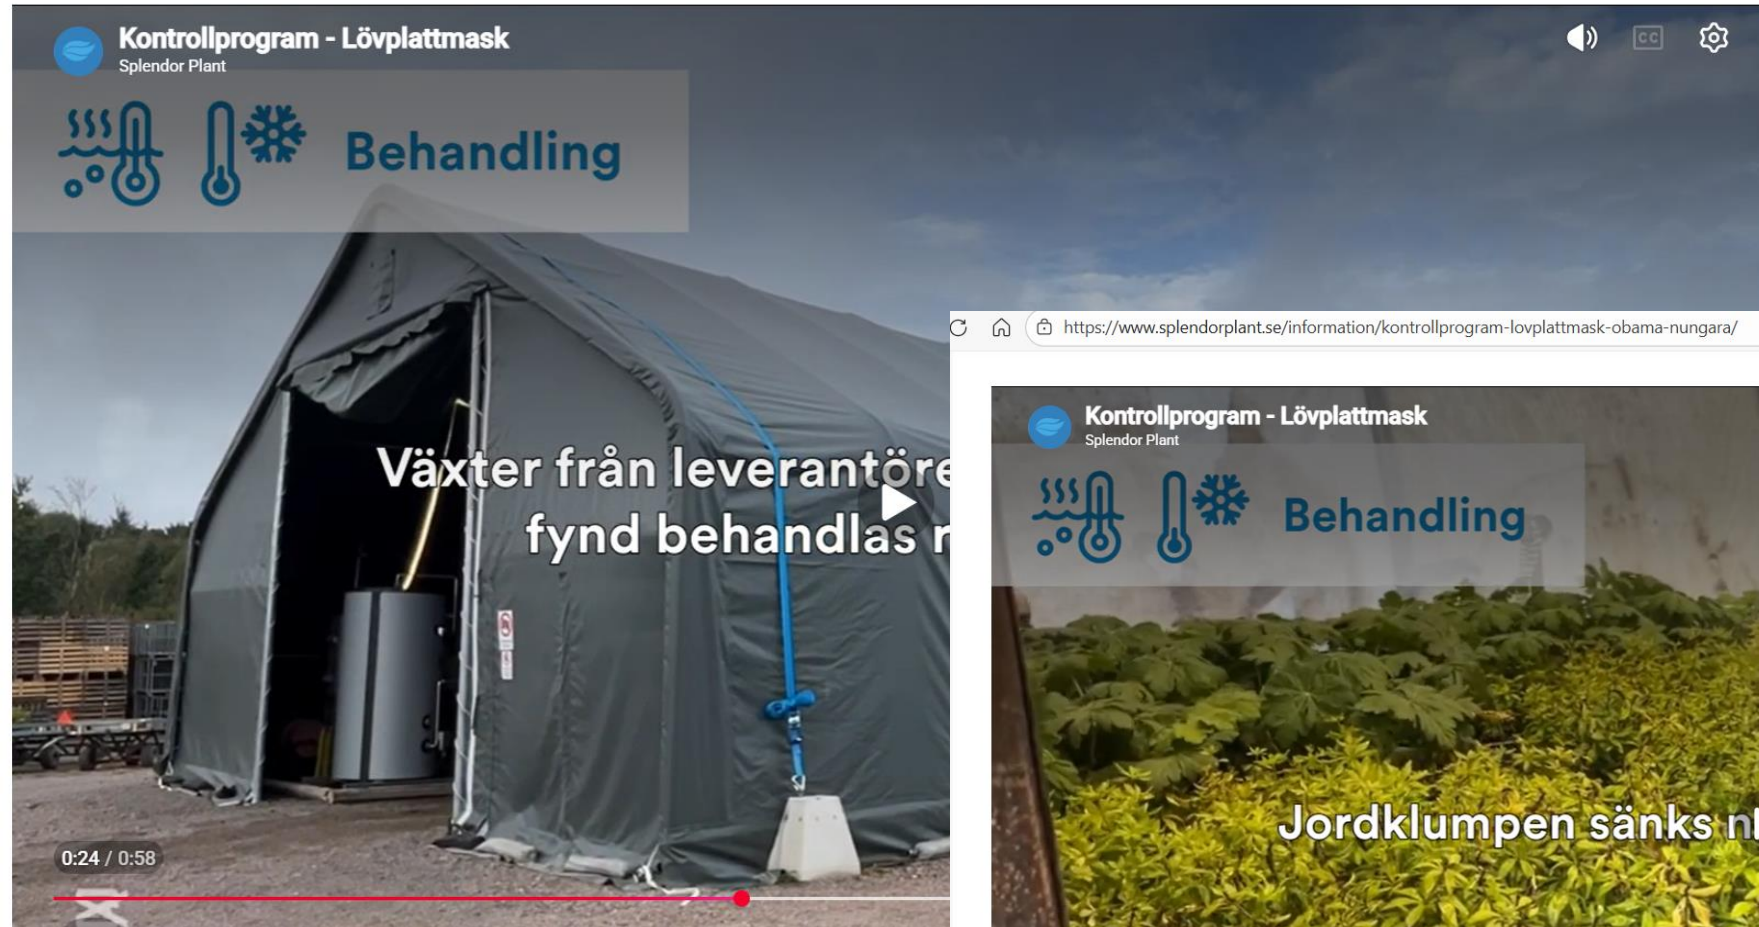 Kontrollprogram - Lövplattmask
Splendor Plant
CC
Behandling
Växter från leverantöre
fynd behandlas
0:24 / 0:58
https://www.splendorplant.se/information/kontrollprogram-lovplattmask-obama-nungara/
Kontrollprogram - Lövplattmask
Splendor Plant
Behandling
Jordklumpen sänks